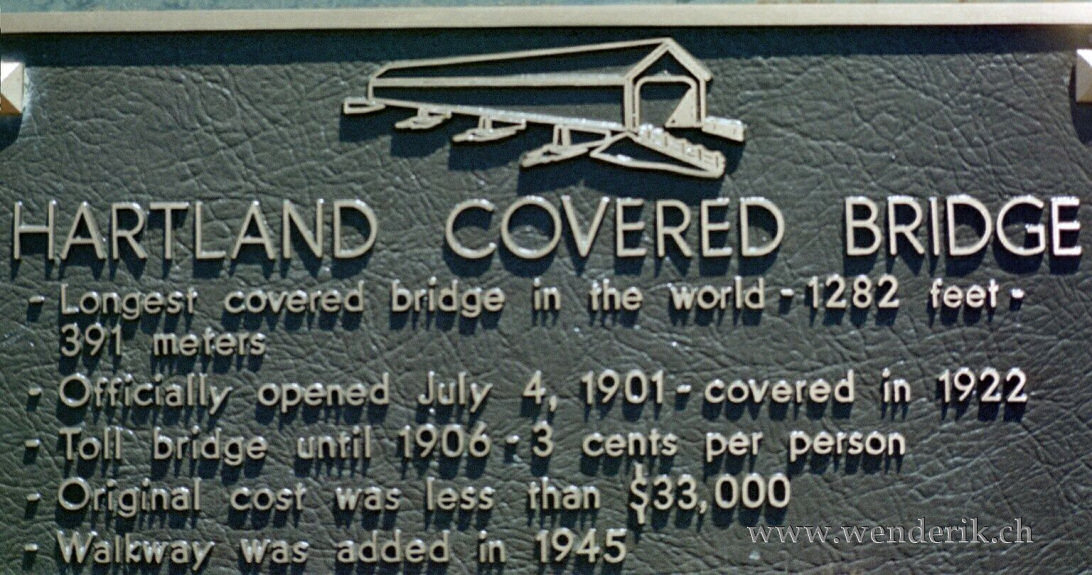 HARTLAND COVERED BRIDGE
- Longest covered bridge in the world - 1282 feet -
391 meters
- Officially opened July 4, 1901 - covered in 1922
- Toll bridge until 1906 - 3 cents per person
- Original cost was less than $33,000
- Walkway was added in 1945
www.wenderik.ch